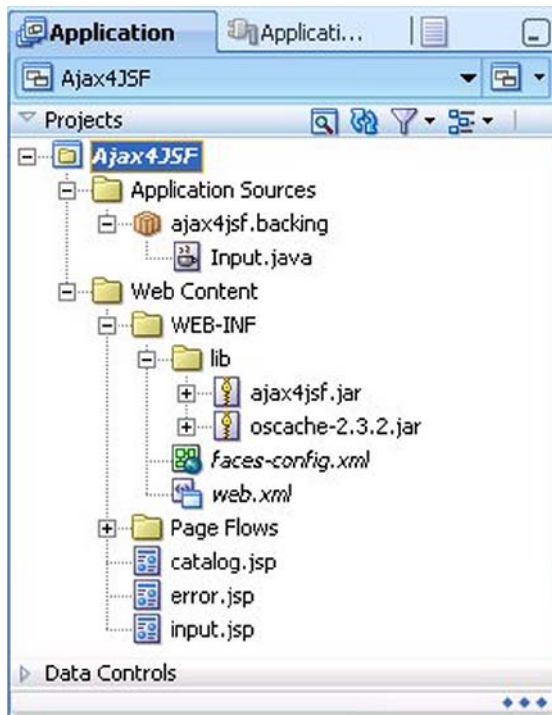 Application Applicati...
Ajax4JSF
Projects
Ajax4JSF
Application Sources
ajax4jsf.backing
Input.java
Web Content
WEB-INF
lib
ajax4jsf.jar
oscache-2.3.2.jar
faces-config.xml
web.xml
Page Flows
catalog.jsp
error.jsp
input.jsp
Data Controls